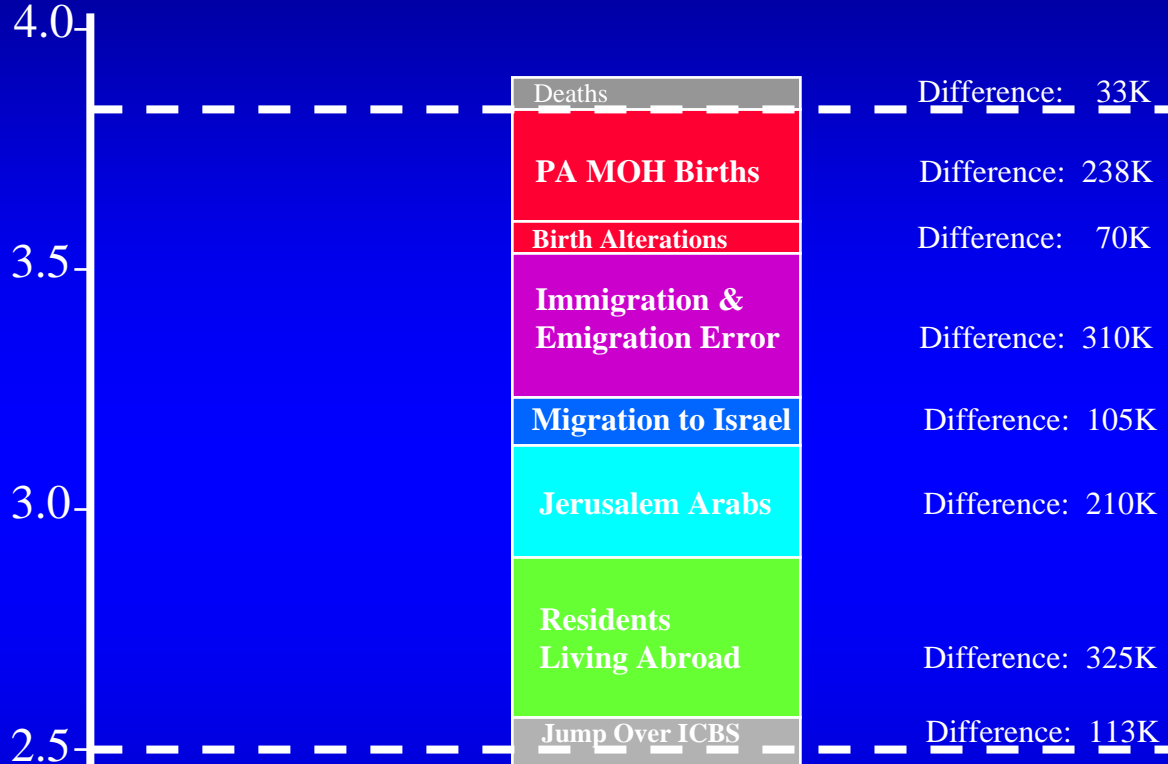 4.0
Deaths Difference: 33K
PA MOH Births Difference: 238K
Birth Alterations Difference: 70K
3.5
Immigration &
Emigration Error Difference: 310K
Migration to Israel Difference: 105K
3.0 Jerusalem Arabs Difference: 210K
Residents
Living Abroad Difference: 325K
Jump Over ICBS Difference: 113K
2.5